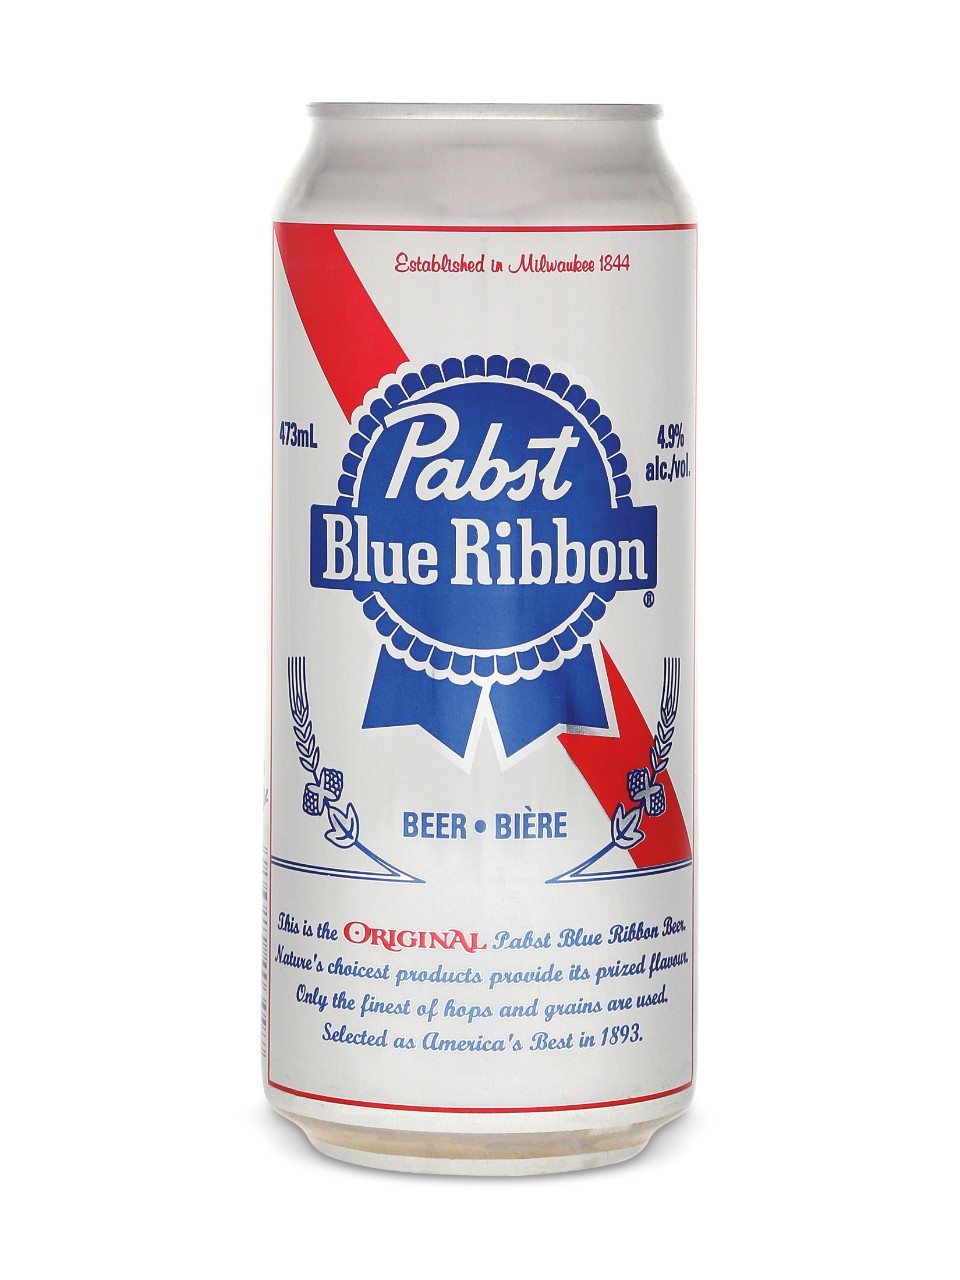 Established in Milwaukee 1844
473mL
4.9%
alc./vol.
Pabst
Blue Ribbon
®
BEER • BIÈRE
This is the ORIGINAL Pabst Blue Ribbon Beer.
Nature's choicest products provide its prized flavour.
Only the finest of hops and grains are used.
Selected as America's Best in 1893.